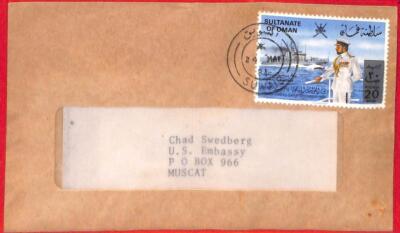 SULTANATE
OF OMAN
سلطنة عمان
20
Chad Swedberg
U.S. Embassy
P O BOX 966
MUSCAT